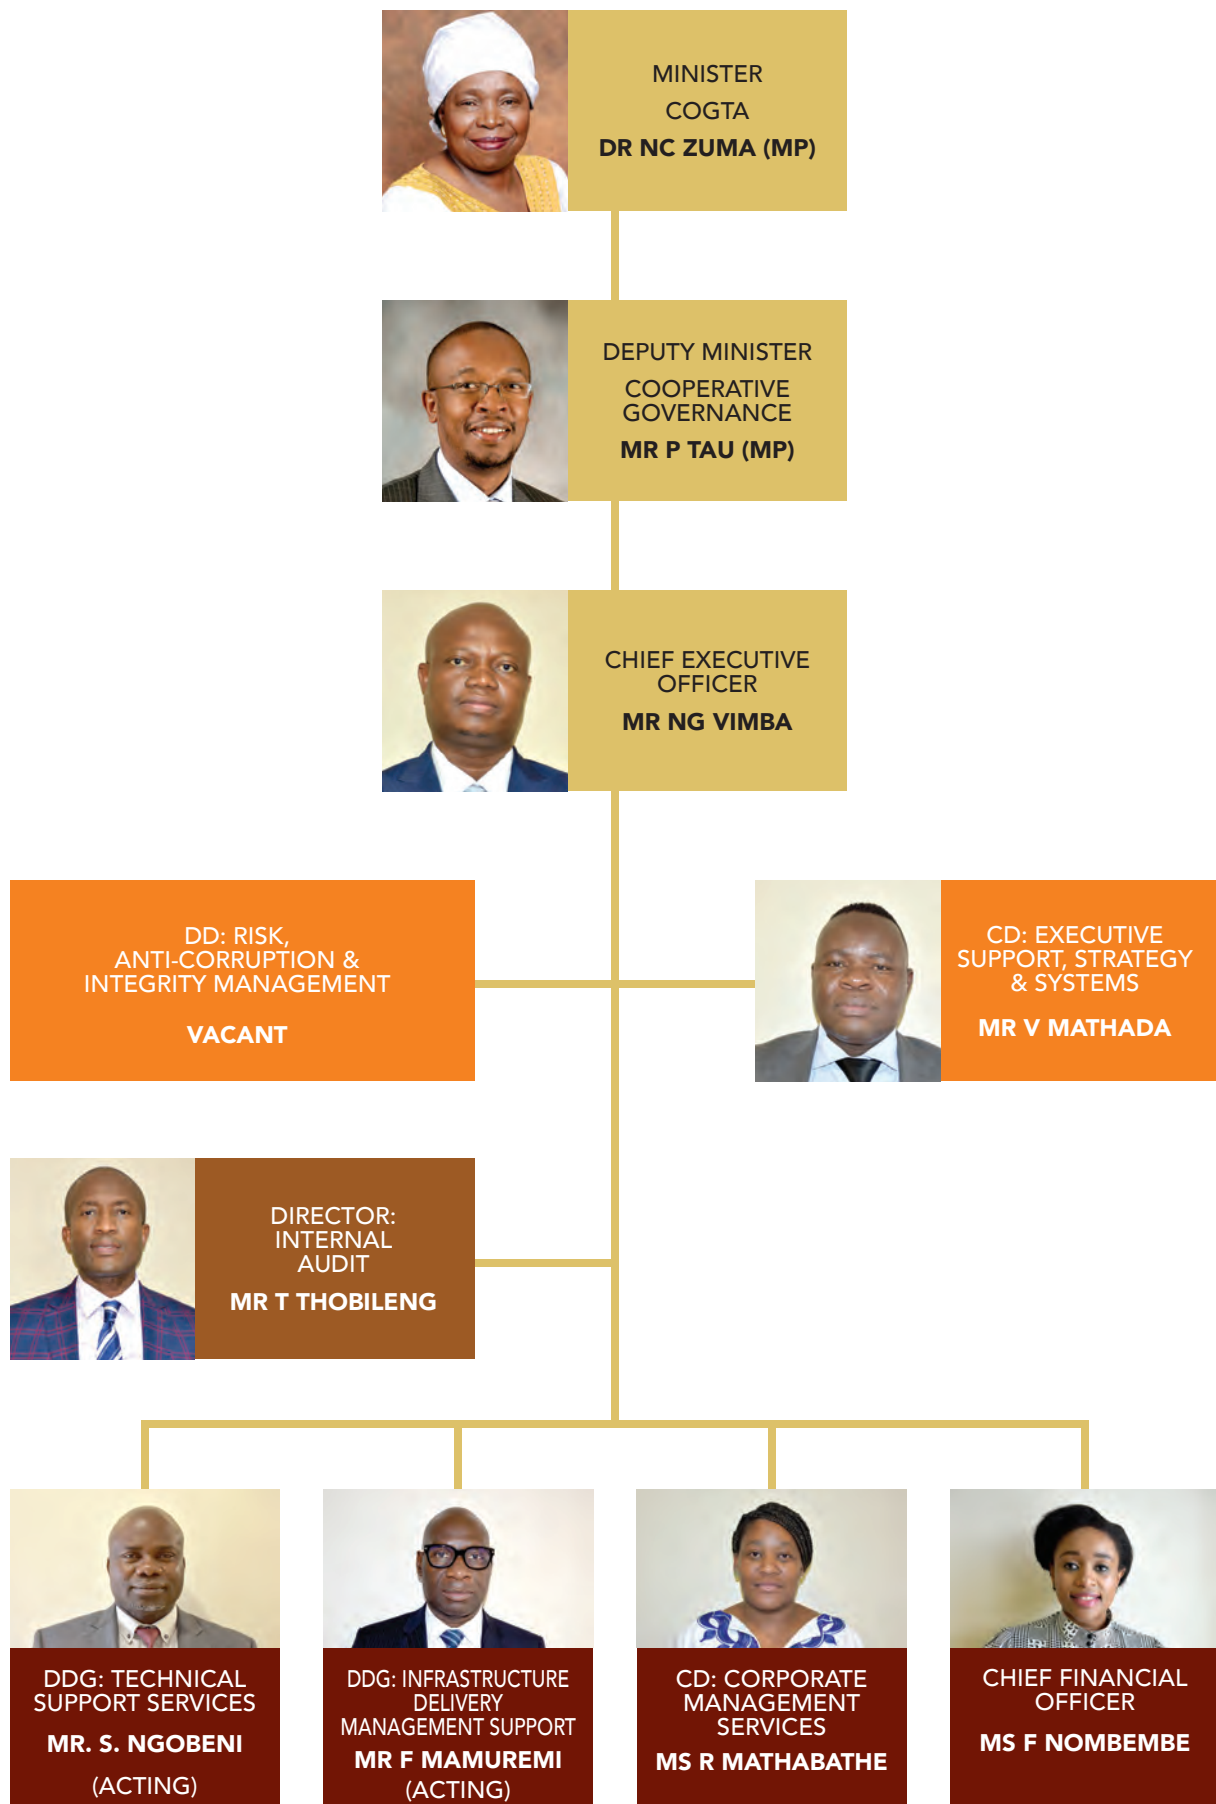 MINISTER
COGTA
DR NC ZUMA (MP)
DEPUTY MINISTER
COOPERATIVE
GOVERNANCE
MR P TAU (MP)
CHIEF EXECUTIVE
OFFICER
MR NG VIMBA
DD: RISK,
ANTI-CORRUPTION &
INTEGRITY MANAGEMENT
VACANT
CD: EXECUTIVE
SUPPORT, STRATEGY
& SYSTEMS
MR V MATHADA
DIRECTOR:
INTERNAL
AUDIT
MR T THOBILENG
DDG: TECHNICAL
SUPPORT SERVICES
MR. S. NGOBENI
(ACTING)
DDG: INFRASTRUCTURE
DELIVERY
MANAGEMENT SUPPORT
MR F MAMUREMI
(ACTING)
CD: CORPORATE
MANAGEMENT
SERVICES
MS R MATHABATHE
CHIEF FINANCIAL
OFFICER
MS F NOMBEMBE